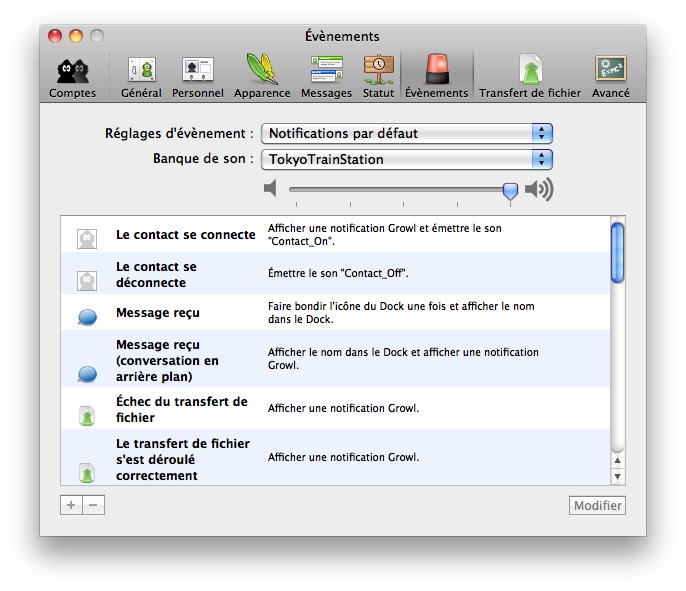 Évènements
Comptes
Général
Personnel
Apparence
Messages
Statut
Évènements
Transfert de fichier
Avancé
Réglages d'évènement :
Notifications par défaut
Banque de son :
TokyoTrainStation
Le contact se connecte
Afficher une notification Growl et émettre le son
"Contact_On".
Le contact se
déconnecte
Émettre le son "Contact_Off".
Message reçu
Faire bondir l'icône du Dock une fois et afficher le nom
dans le Dock.
Message reçu
(conversation en
arrière plan)
Afficher le nom dans le Dock et afficher une notification
Growl.
Échec du transfert de
fichier
Afficher une notification Growl.
Le transfert de fichier
s'est déroulé
correctement
Afficher une notification Growl.
Modifier